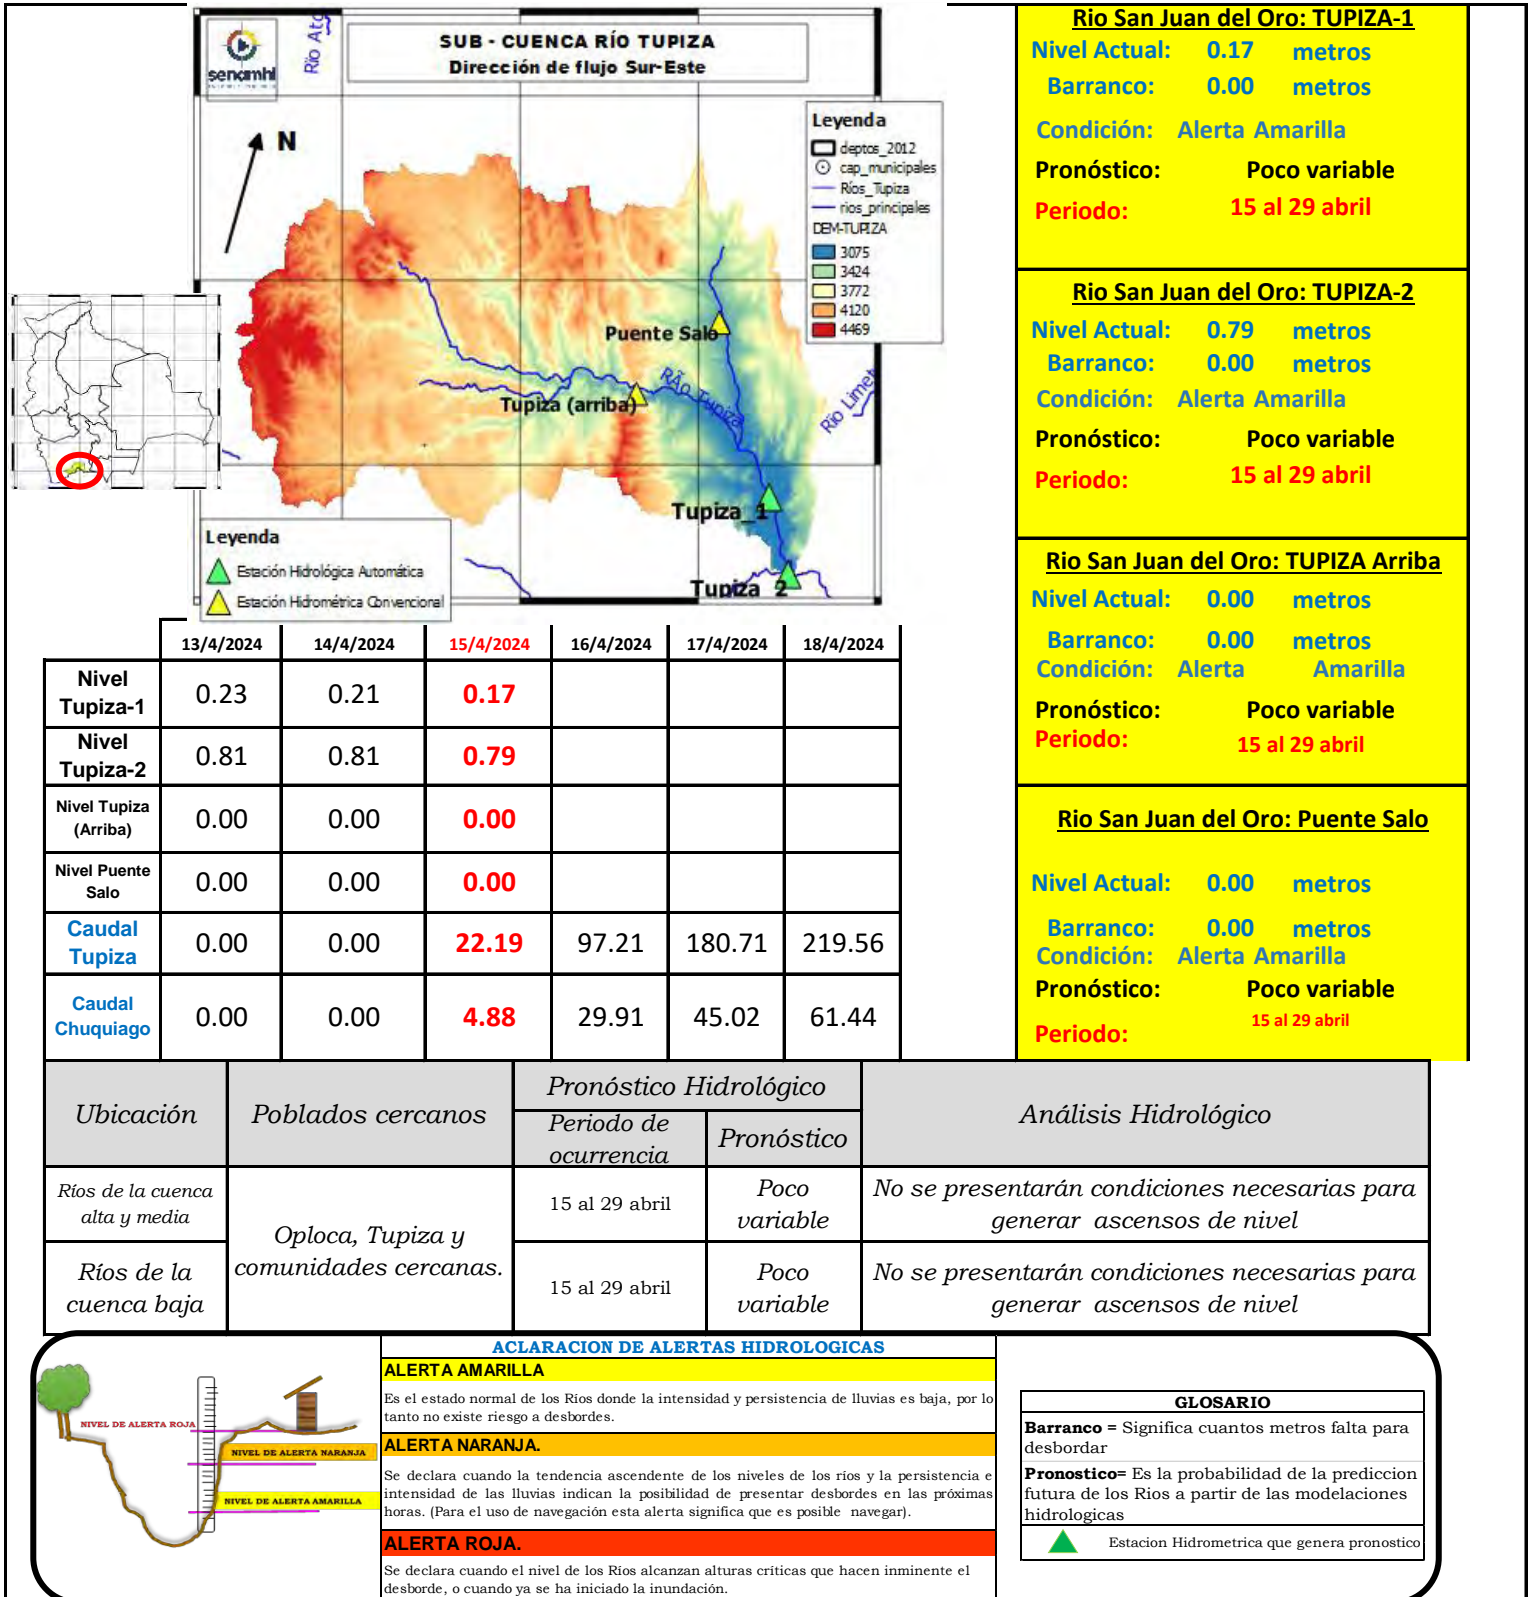 senamhi
Río Ato
SUB - CUENCA RÍO TUPIZA
Dirección de flujo Sur-Este
N
Leyenda
deptos_2012
cap_municipales
Ríos_Tupiza
rios_principales
DEM-TUPIZA
3075
3424
3772
4120
4469
Puente Salo
RÃ­o Tupiza
Tupiza (arriba)
Río Limet
Tupiza_1
Tupiza_2
Leyenda
Estación Hidrológica Automática
Estación Hidrométrica Convencional
Rio San Juan del Oro: TUPIZA-1
Nivel Actual: 0.17 metros
Barranco: 0.00 metros
Condición: Alerta Amarilla
Pronóstico: Poco variable
Periodo: 15 al 29 abril
Rio San Juan del Oro: TUPIZA-2
Nivel Actual: 0.79 metros
Barranco: 0.00 metros
Condición: Alerta Amarilla
Pronóstico: Poco variable
Periodo: 15 al 29 abril
Rio San Juan del Oro: TUPIZA Arriba
Nivel Actual: 0.00 metros
Barranco: 0.00 metros
Condición: Alerta Amarilla
Pronóstico: Poco variable
Periodo: 15 al 29 abril
Rio San Juan del Oro: Puente Salo
Nivel Actual: 0.00 metros
Barranco: 0.00 metros
Condición: Alerta Amarilla
Pronóstico: Poco variable
Periodo: 15 al 29 abril
13/4/2024 14/4/2024 15/4/2024 16/4/2024 17/4/2024 18/4/2024
Nivel
Tupiza-1 0.23 0.21 0.17
Nivel
Tupiza-2 0.81 0.81 0.79
Nivel Tupiza
(Arriba) 0.00 0.00 0.00
Nivel Puente
Salo 0.00 0.00 0.00
Caudal
Tupiza 0.00 0.00 22.19 97.21 180.71 219.56
Caudal
Chuquiago 0.00 0.00 4.88 29.91 45.02 61.44
Ubicación
Poblados cercanos
Pronóstico Hidrológico
Periodo de
ocurrencia
Pronóstico
Análisis Hidrológico
Ríos de la cuenca
alta y media
Oploca, Tupiza y
comunidades cercanas.
15 al 29 abril
Poco
variable
No se presentarán condiciones necesarias para
generar ascensos de nivel
Ríos de la
cuenca baja
15 al 29 abril
Poco
variable
No se presentarán condiciones necesarias para
generar ascensos de nivel
NIVEL DE ALERTA ROJA
NIVEL DE ALERTA NARANJA
NIVEL DE ALERTA AMARILLA
ACLARACION DE ALERTAS HIDROLOGICAS
ALERTA AMARILLA
Es el estado normal de los Ríos donde la intensidad y persistencia de lluvias es baja, por lo
tanto no existe riesgo a desbordes.
ALERTA NARANJA.
Se declara cuando la tendencia ascendente de los niveles de los ríos y la persistencia e
intensidad de las lluvias indican la posibilidad de presentar desbordes en las próximas
horas. (Para el uso de navegación esta alerta significa que es posible navegar).
ALERTA ROJA.
Se declara cuando el nivel de los Ríos alcanzan alturas críticas que hacen inminente el
desborde, o cuando ya se ha iniciado la inundación.
GLOSARIO
Barranco = Significa cuantos metros falta para
desbordar
Pronostico= Es la probabilidad de la prediccion
futura de los Rios a partir de las modelaciones
hidrologicas
Estacion Hidrometrica que genera pronostico